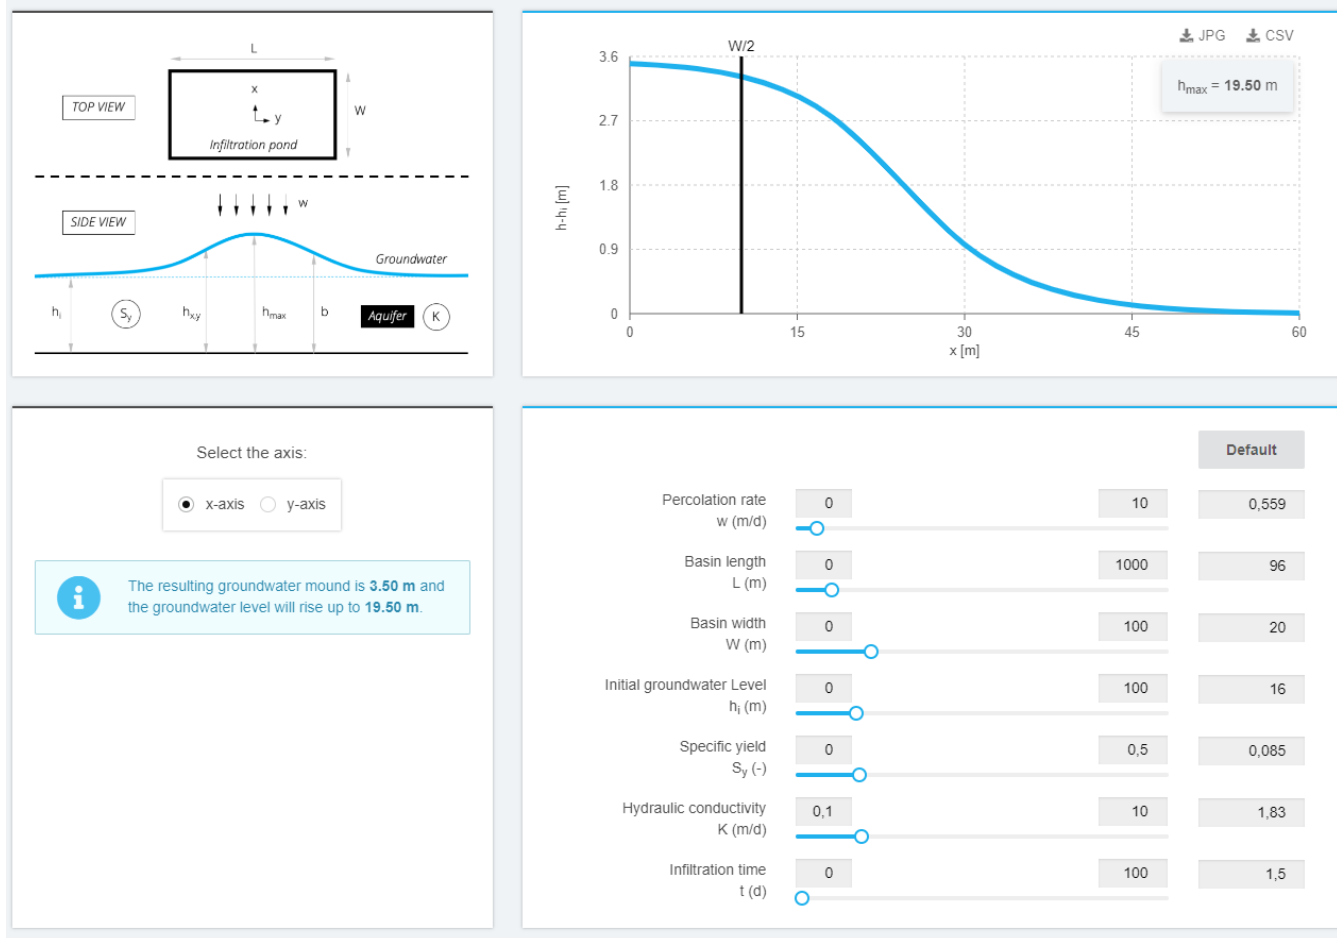 L
TOP VIEW
x
y
W
Infiltration pond
w
SIDE VIEW
Groundwater
hi
Sy
hx,y
hmax
b
Aquifer
K
JPG
CSV
W/2
hmax = 19.50 m
3.6
2.7
1.8
0.9
0
h-hi [m]
0
15
30
45
60
x [m]
Select the axis:
x-axis
y-axis
The resulting groundwater mound is 3.50 m and
the groundwater level will rise up to 19.50 m.
Default
Percolation rate
w (m/d)
0
10
0,559
Basin length
L (m)
0
1000
96
Basin width
W (m)
0
100
20
Initial groundwater Level
hi (m)
0
100
16
Specific yield
Sy (-)
0
0,5
0,085
Hydraulic conductivity
K (m/d)
0,1
10
1,83
Infiltration time
t (d)
0
100
1,5